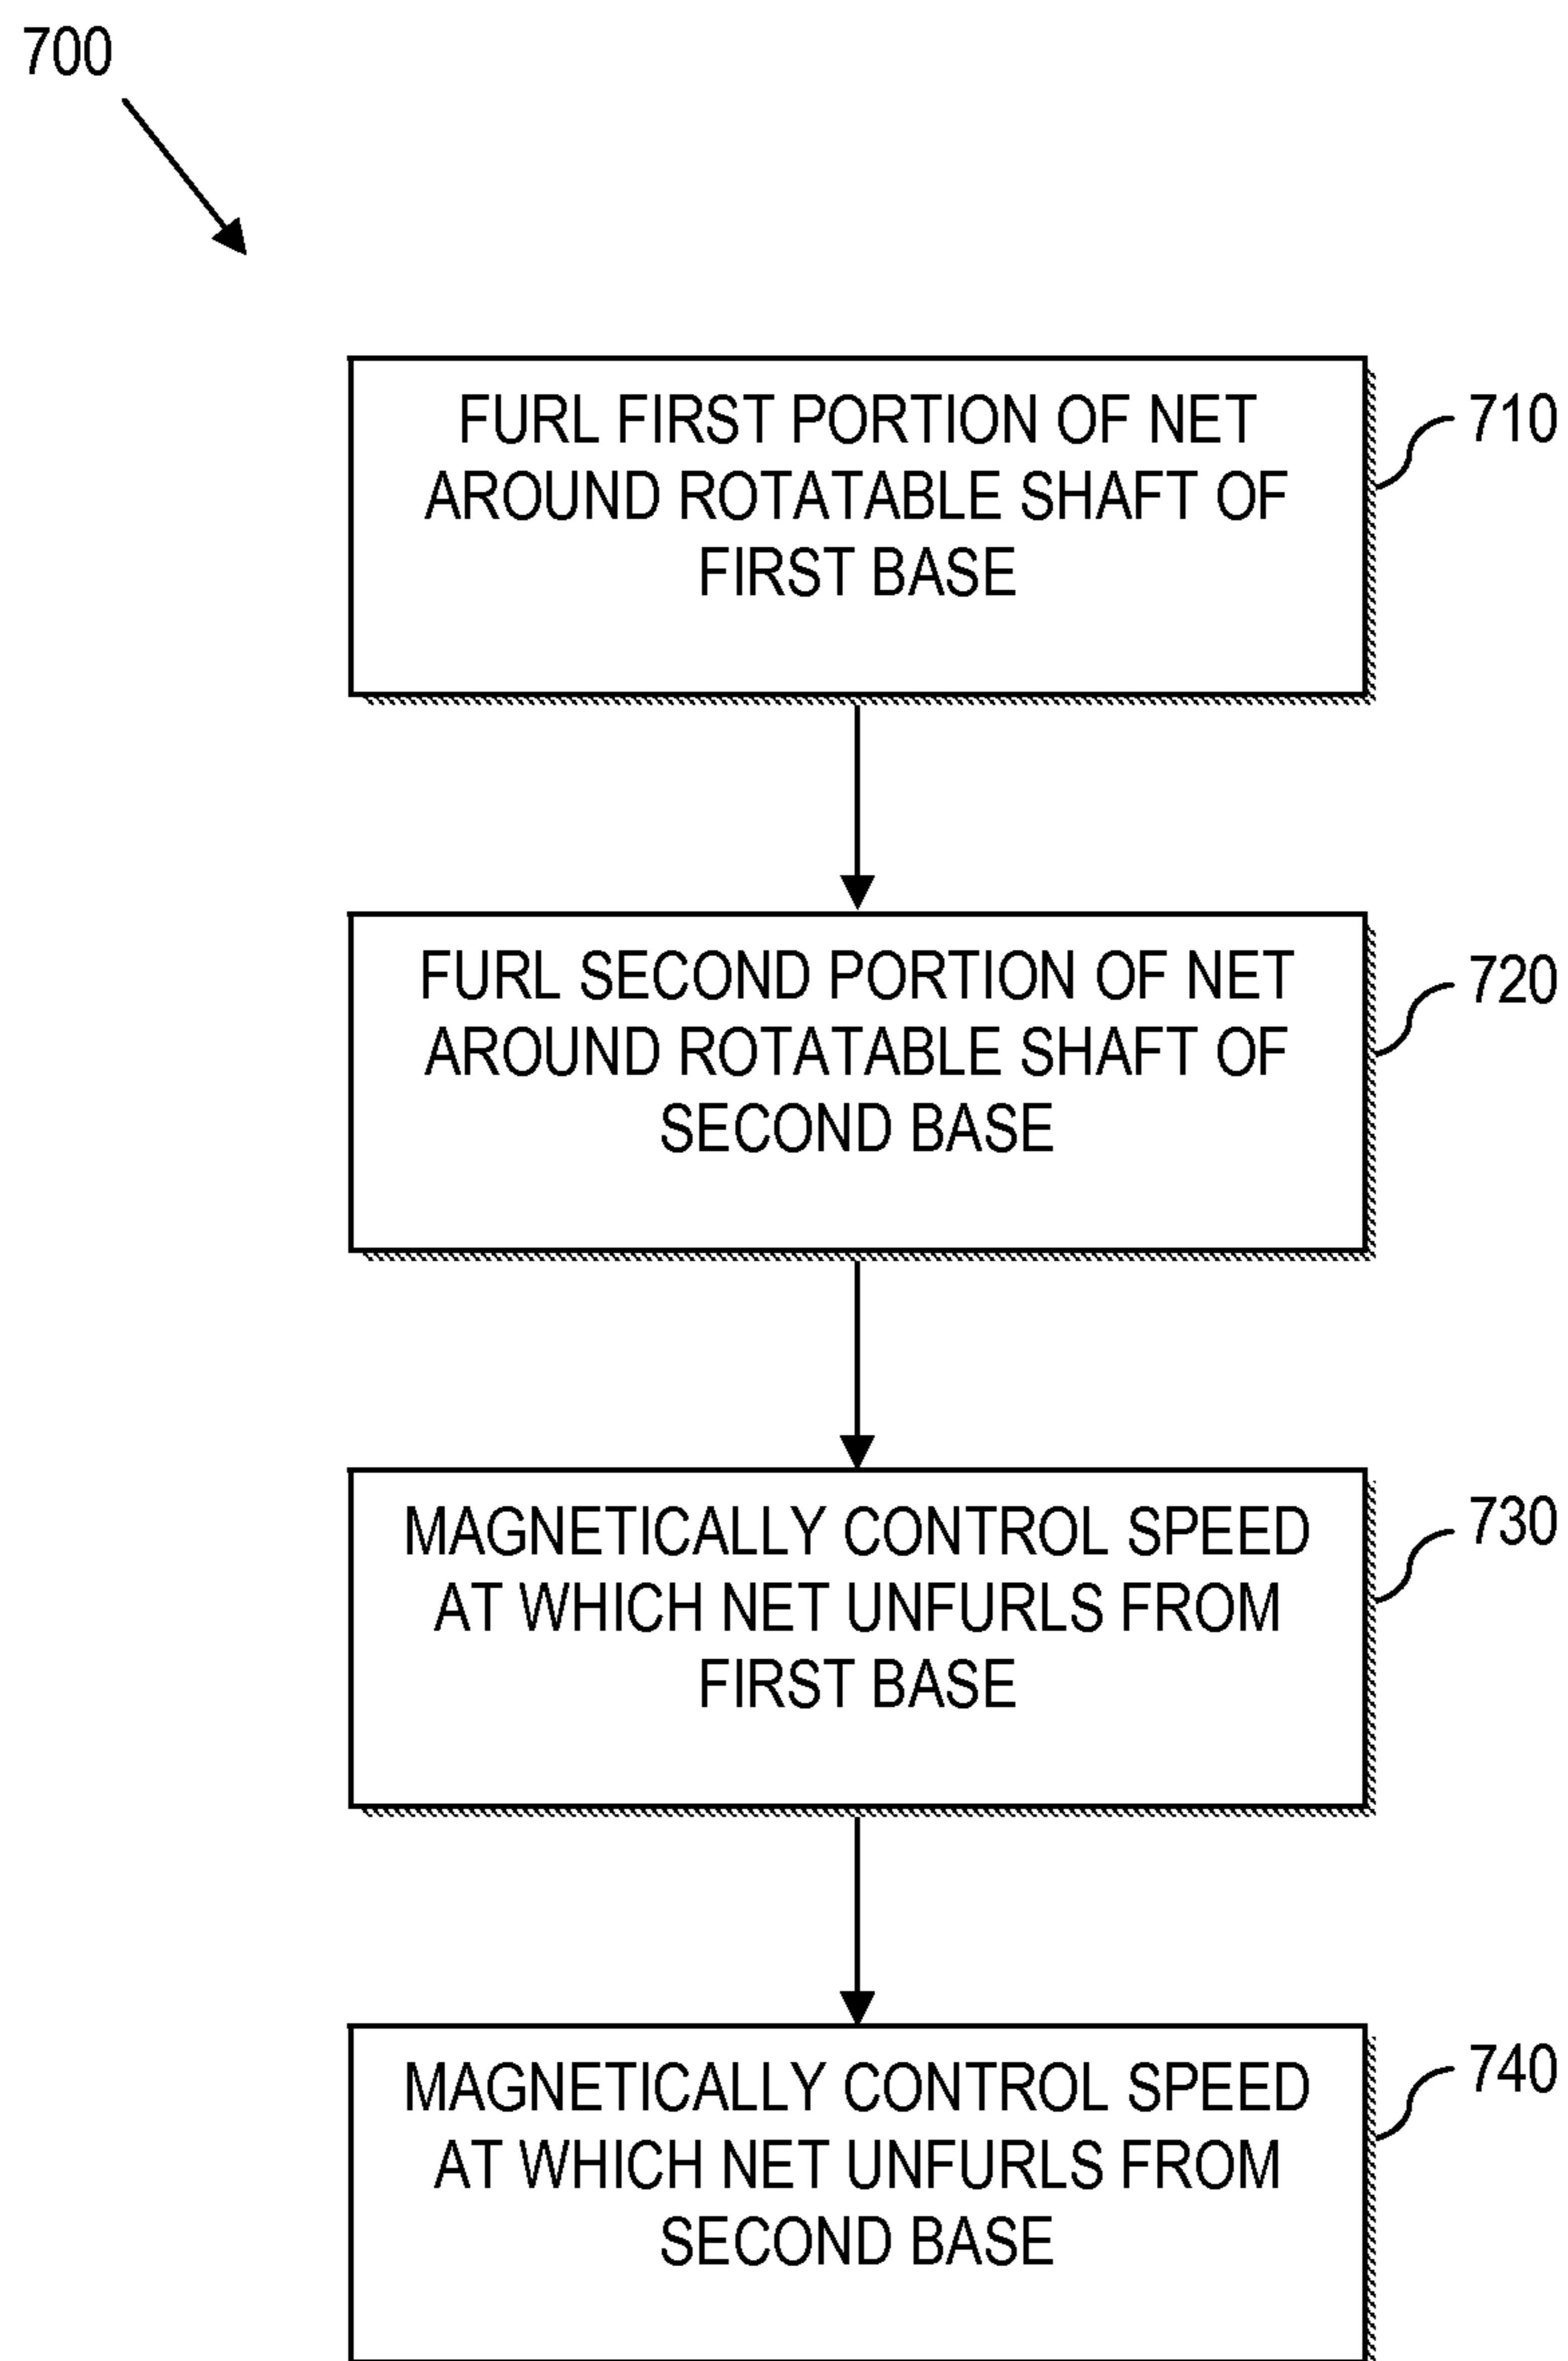 700
FURL FIRST PORTION OF NET
AROUND ROTATABLE SHAFT OF
FIRST BASE
710
FURL SECOND PORTION OF NET
AROUND ROTATABLE SHAFT OF
SECOND BASE
720
MAGNETICALLY CONTROL SPEED
AT WHICH NET UNFURLS FROM
FIRST BASE
730
MAGNETICALLY CONTROL SPEED
AT WHICH NET UNFURLS FROM
SECOND BASE
740